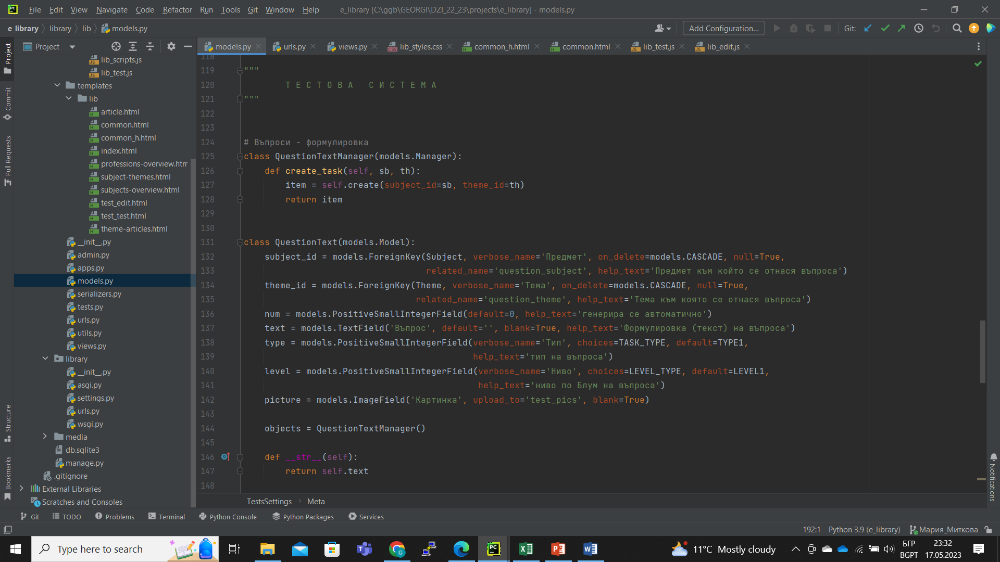 File Edit View Navigate Code Refactor Run Tools Git Window Help e_library [C:\ggb\GEORGI\DZI_22_23\projects\e_library] - models.py
e_library library lib models.py Add Configuration... Git:
Project
models.py urls.py views.py lib_styles.css common_h.html common.html lib_test.js lib_edit.js
Project
Commit
Pull Requests
Structure
Bookmarks
lib_scripts.js
lib_test.js
templates
lib
article.html
common.html
common_h.html
index.html
professions-overview.htm
subject-themes.html
subjects-overview.html
test_edit.html
test_test.html
theme-articles.html
__init__.py
admin.py
apps.py
models.py
serializers.py
tests.py
urls.py
utils.py
views.py
library
__init__.py
asgi.py
settings.py
urls.py
wsgi.py
media
db.sqlite3
manage.py
.gitignore
External Libraries
Scratches and Consoles
118
119 """
120 Т Е С Т О В А С И С Т Е М А
121 """
122
123
124 # Въпроси - формулировка
125 class QuestionTextManager(models.Manager):
126 def create_task(self, sb, th):
127 item = self.create(subject_id=sb, theme_id=th)
128 return item
129
130
131 class QuestionText(models.Model):
132 subject_id = models.ForeignKey(Subject, verbose_name='Предмет', on_delete=models.CASCADE, null=True,
133 related_name='question_subject', help_text='Предмет към който се отнася въпроса')
134 theme_id = models.ForeignKey(Theme, verbose_name='Тема', on_delete=models.CASCADE, null=True,
135 related_name='question_theme', help_text='Тема към която се отнася въпроса')
136 num = models.PositiveSmallIntegerField(default=0, help_text='генерира се автоматично')
137 text = models.TextField('Въпрос', default='', blank=True, help_text='Формулировка (текст) на въпроса')
138 type = models.PositiveSmallIntegerField(verbose_name='Тип', choices=TASK_TYPE, default=TYPE1,
139 help_text='тип на въпроса')
140 level = models.PositiveSmallIntegerField(verbose_name='Ниво', choices=LEVEL_TYPE, default=LEVEL1,
141 help_text='ниво по Блум на въпроса')
142 picture = models.ImageField('Картинка', upload_to='test_pics', blank=True)
143
144 objects = QuestionTextManager()
145
146 def __str__(self):
147 return self.text
148
Notifications
TestsSettings Meta
Git TODO Problems Terminal Python Console Python Packages Services
192:1 Python 3.9 (e_library) Мария_Миткова
Type here to search 11°C Mostly cloudy БГР 23:32
BGPT 17.05.2023